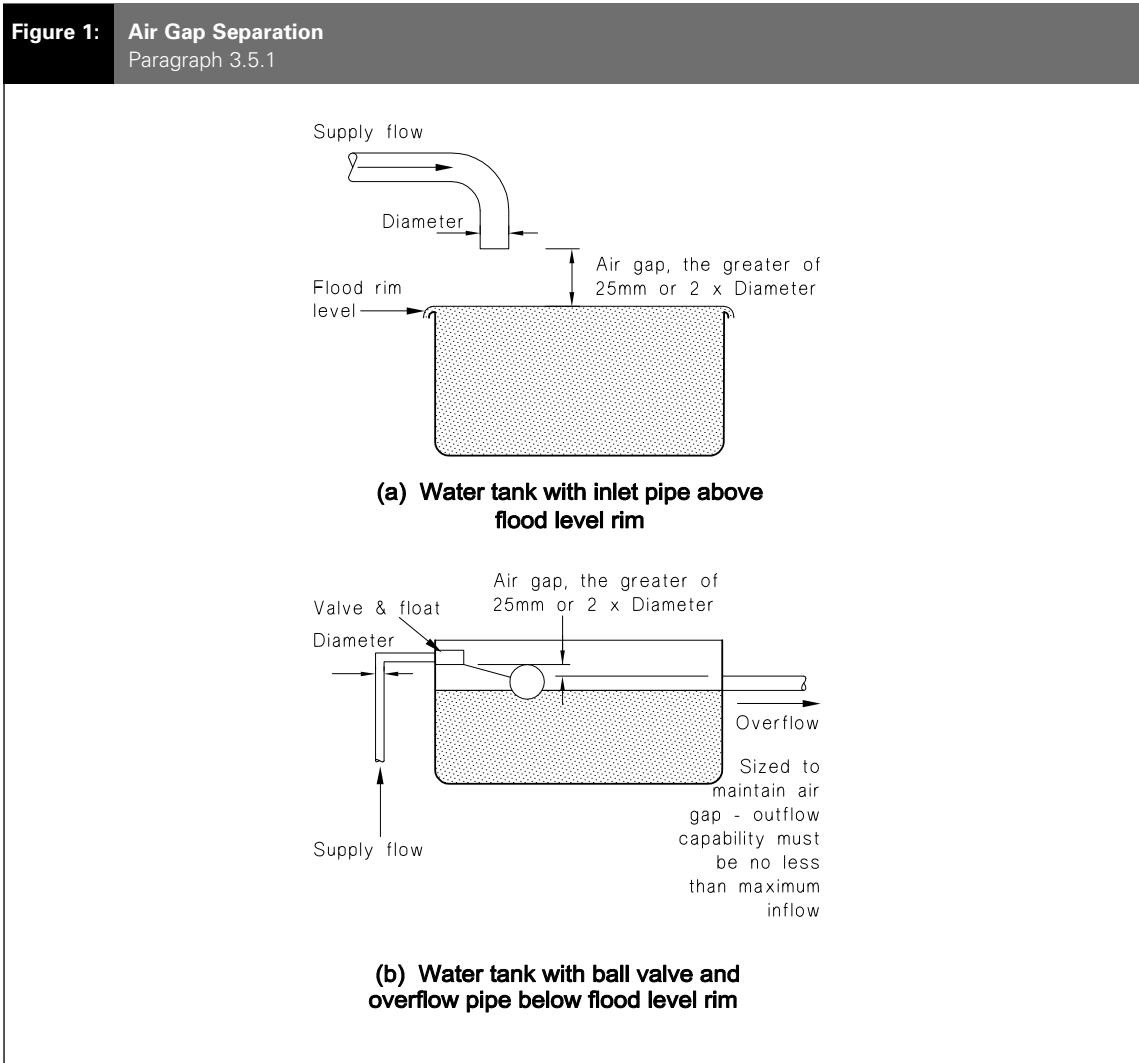 Figure 1: Air Gap Separation
Paragraph 3.5.1
Supply flow
Diameter
Air gap, the greater of
25mm or 2 x Diameter
Flood rim
level
(a) Water tank with inlet pipe above
flood level rim
Air gap, the greater of
25mm or 2 x Diameter
Valve & float
Diameter
Overflow
Sized to
maintain air
gap - outflow
capability must
be no less
than maximum
inflow
Supply flow
(b) Water tank with ball valve and
overflow pipe below flood level rim